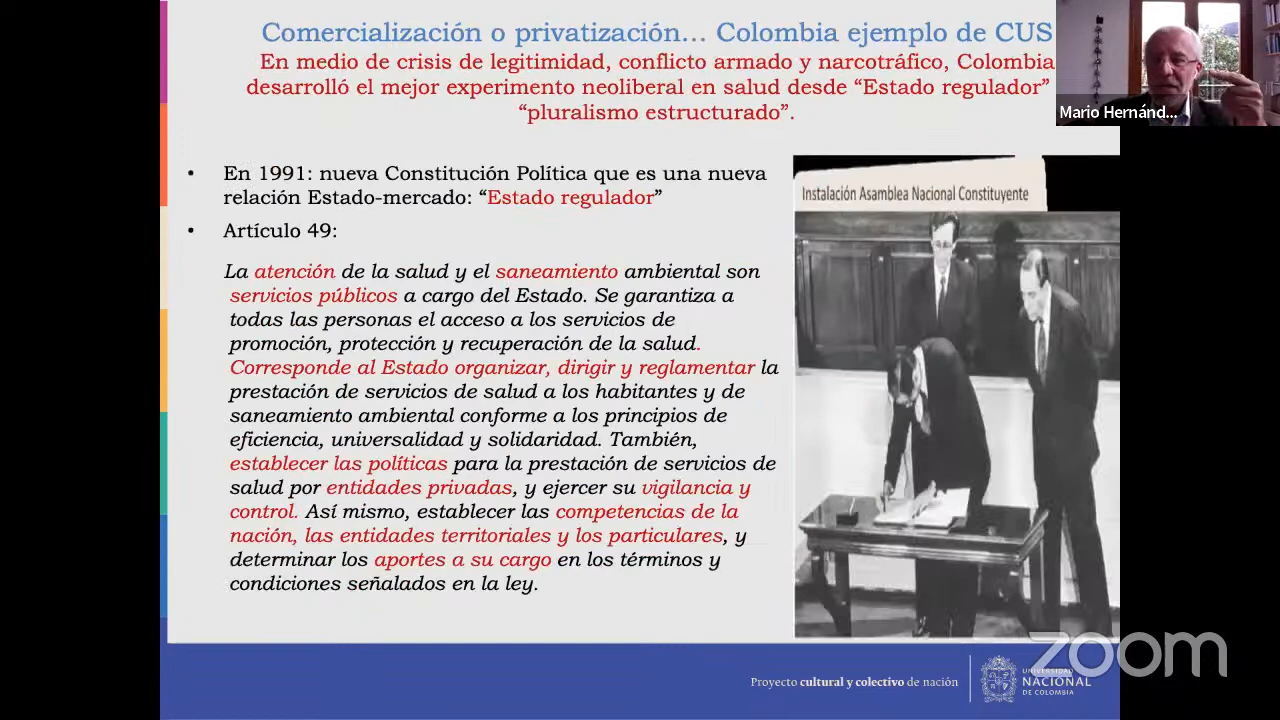 Comercialización o privatización... Colombia ejemplo de CUS
En medio de crisis de legitimidad, conflicto armado y narcotráfico, Colombia
desarrolló el mejor experimento neoliberal en salud desde “Estado regulador”
“pluralismo estructurado”.
Mario Hernánd...
• En 1991: nueva Constitución Política que es una nueva
relación Estado-mercado: “Estado regulador”
• Artículo 49:
La atención de la salud y el saneamiento ambiental son
servicios públicos a cargo del Estado. Se garantiza a
todas las personas el acceso a los servicios de
promoción, protección y recuperación de la salud.
Corresponde al Estado organizar, dirigir y reglamentar la
prestación de servicios de salud a los habitantes y de
saneamiento ambiental conforme a los principios de
eficiencia, universalidad y solidaridad. También,
establecer las políticas para la prestación de servicios de
salud por entidades privadas, y ejercer su vigilancia y
control. Así mismo, establecer las competencias de la
nación, las entidades territoriales y los particulares, y
determinar los aportes a su cargo en los términos y
condiciones señalados en la ley.
Instalación Asamblea Nacional Constituyente
zoom
Proyecto cultural y colectivo de nación
UNIVERSIDAD
NACIONAL
DE COLOMBIA